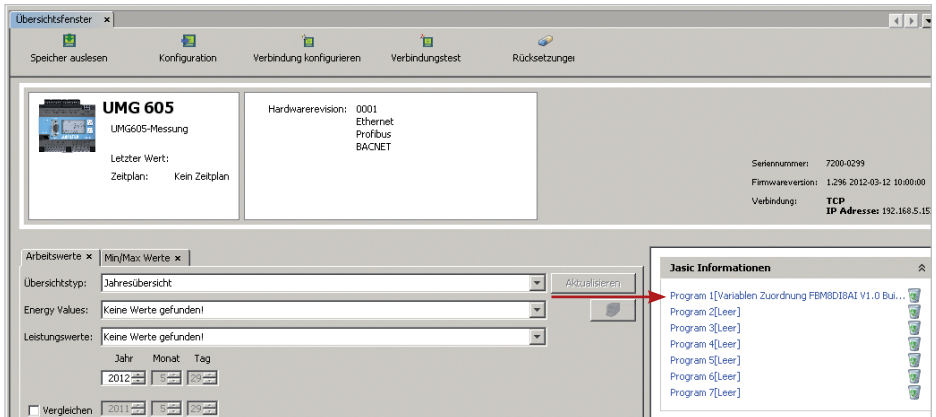 Übersichtsfenster
Speicher auslesen
Konfiguration
Verbindung konfigurieren
Verbindungstest
Rücksetzunger
UMG 605
UMG605-Messung
Letzter Wert:
Zeitplan: Kein Zeitplan
Hardwarerevision: 0001
Ethernet
Profibus
BACNET
Seriennummer: 7200-0299
Firmwareversion: 1.296 2012-03-12 10:00:00
Verbindung: TCP
IP Adresse: 192.168.5.15
Arbeitswerte
Min/Max Werte
Übersichtstyp: Jahresübersicht
Aktualisieren
Energy Values: Keine Werte gefunden!
Leistungswerte: Keine Werte gefunden!
Jahr Monat Tag
2012 5 29
Vergleichen 2011 5 29
Jasic Informationen
Program 1[Variablen Zuordnung FBM8DI8AI V1.0 Bui...
Program 2[Leer]
Program 3[Leer]
Program 4[Leer]
Program 5[Leer]
Program 6[Leer]
Program 7[Leer]